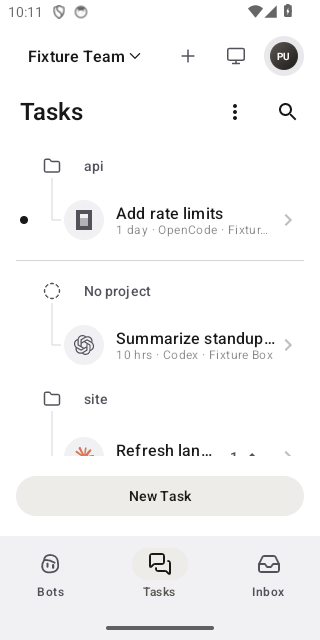 10:11
Fixture Team
PU
Tasks
api
Add rate limits
1 day · OpenCode · Fixtur...
No project
Summarize standup...
10 hrs · Codex · Fixture Box
site
Refresh lan...
New Task
Bots
Tasks
Inbox